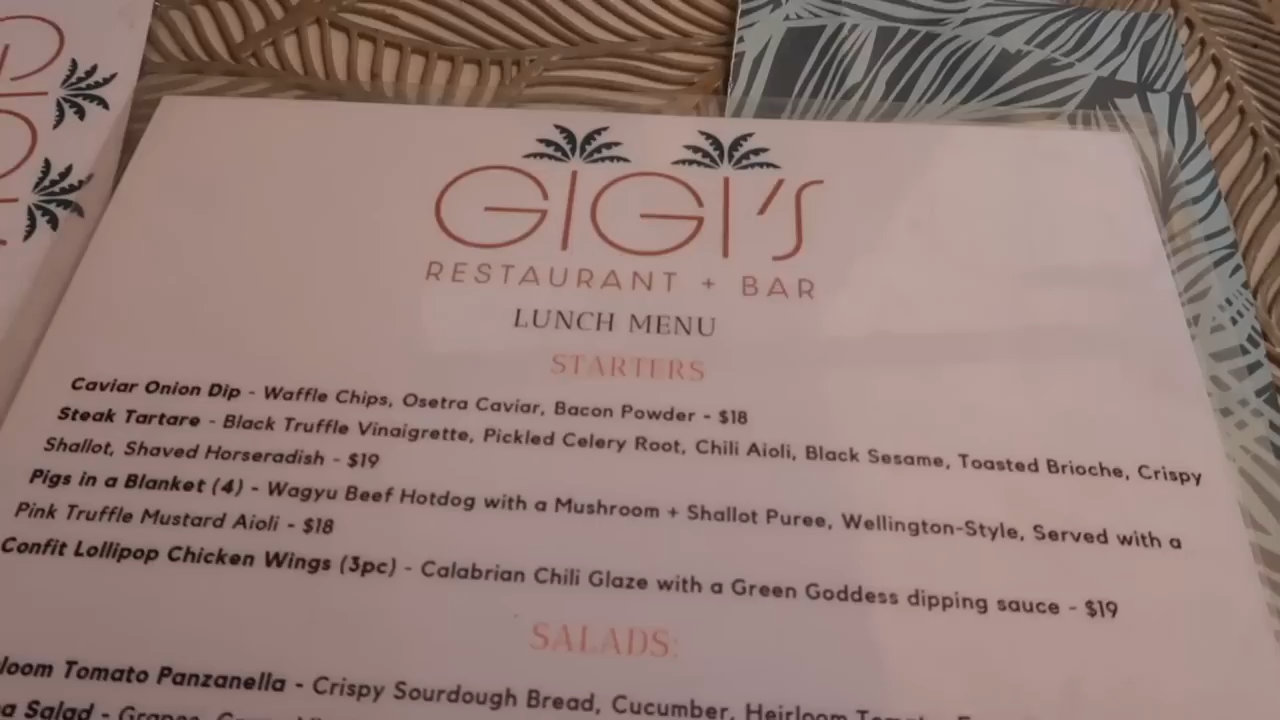 GIGI'S
RESTAURANT + BAR
LUNCH MENU
STARTERS
Caviar Onion Dip - Waffle Chips, Osetra Caviar, Bacon Powder - $18
Steak Tartare - Black Truffle Vinaigrette, Pickled Celery Root, Chili Aioli, Black Sesame, Toasted Brioche, Crispy
Shallot, Shaved Horseradish - $19
Pigs in a Blanket (4) - Wagyu Beef Hotdog with a Mushroom + Shallot Puree, Wellington-Style, Served with a
Pink Truffle Mustard Aioli - $18
Confit Lollipop Chicken Wings (3pc) - Calabrian Chili Glaze with a Green Goddess dipping sauce - $19
SALADS:
loom Tomato Panzanella - Crispy Sourdough Bread, Cucumber, Heirloom
Salad -